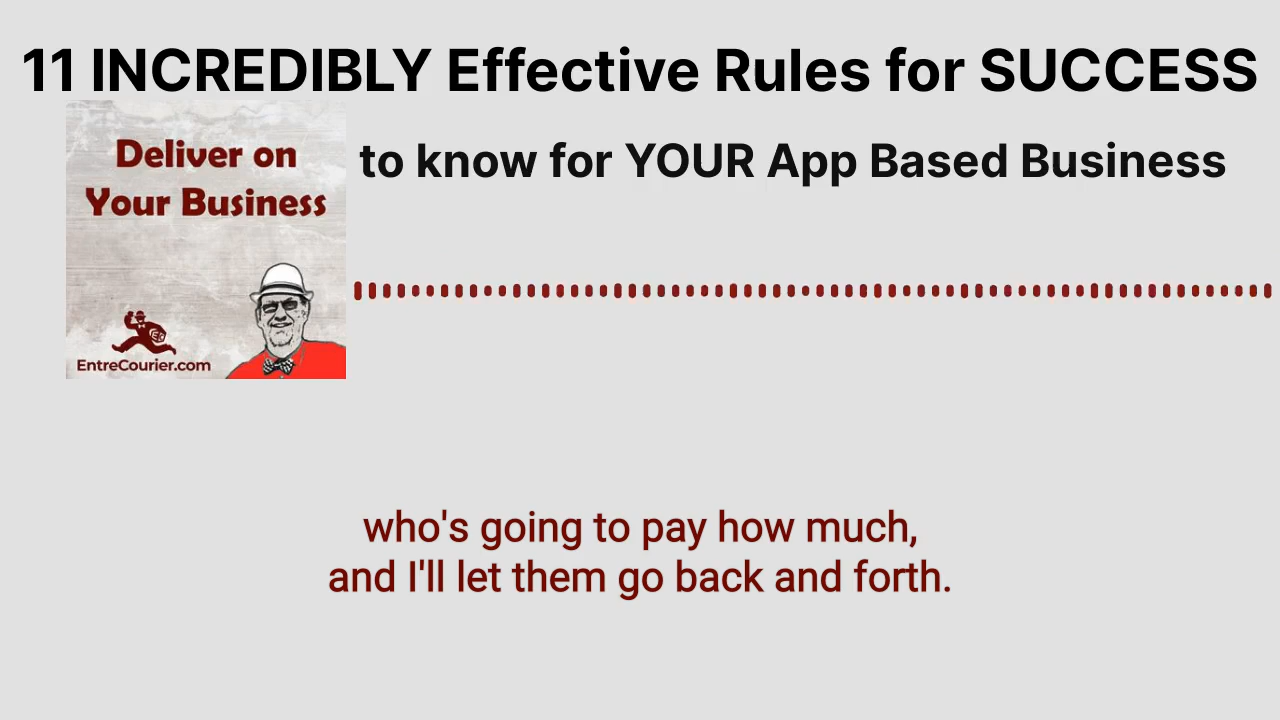 11 INCREDIBLY Effective Rules for SUCCESS
to know for YOUR App Based Business
Deliver on
Your Business
EntreCourier.com
who's going to pay how much,
and I'll let them go back and forth.